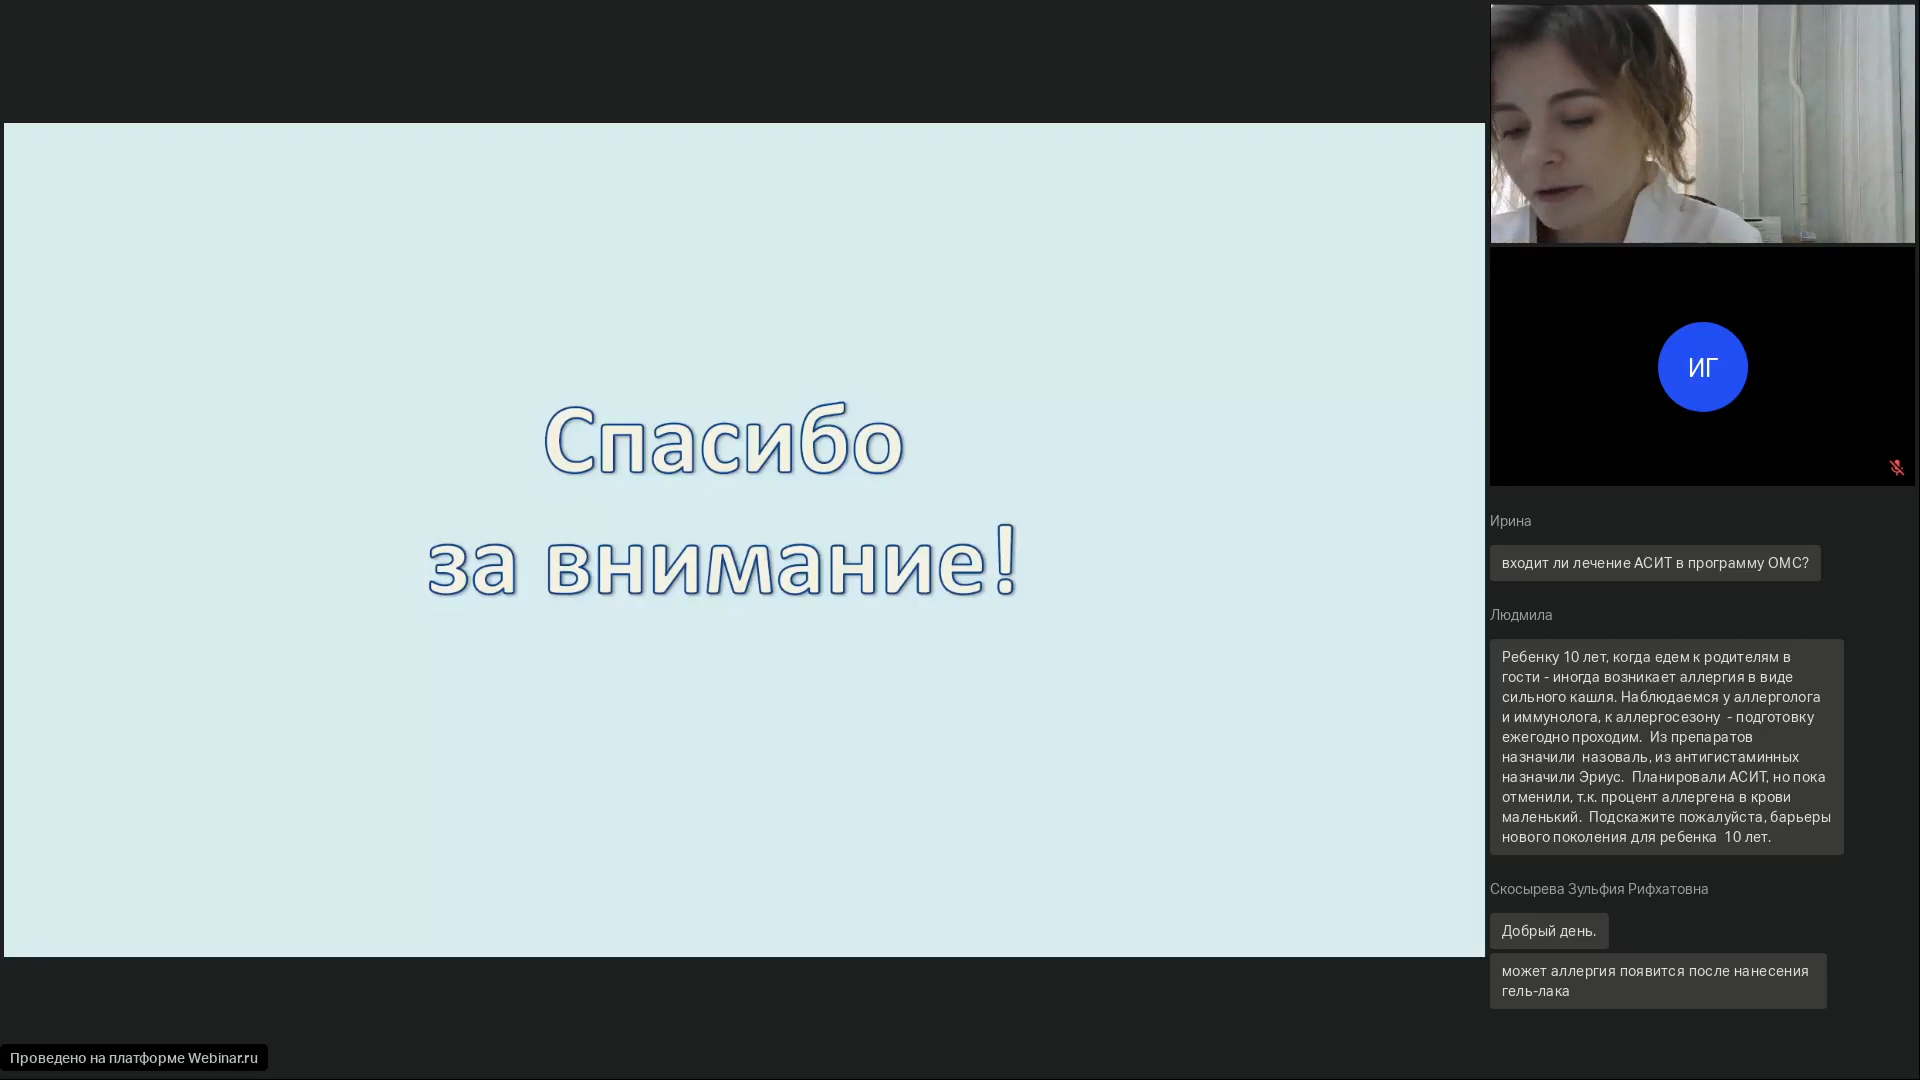 Спасибо
за внимание!
ИГ
Ирина
входит ли лечение АСИТ в программу ОМС?
Людмила
Ребенку 10 лет, когда едем к родителям в
гости - иногда возникает аллергия в виде
сильного кашля. Наблюдаемся у аллерголога
и иммунолога, к аллергосезону - подготовку
ежегодно проходим. Из препаратов
назначили назоваль, из антигистаминных
назначили Эриус. Планировали АСИТ, но пока
отменили, т.к. процент аллергена в крови
маленький. Подскажите пожалуйста, барьеры
нового поколения для ребенка 10 лет.
Скосырева Зульфия Рифхатовна
Добрый день.
может аллергия появится после нанесения
гель-лака
Проведено на платформе Webinar.ru